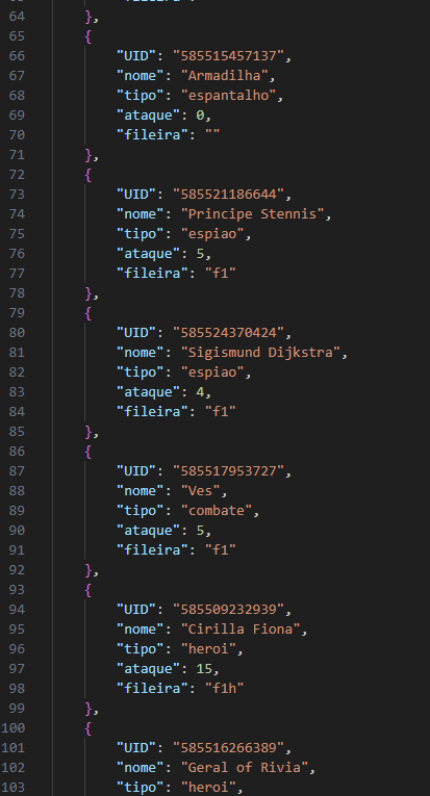 64 },
65 {
66 "UID": "585515457137",
67 "nome": "Armadilha",
68 "tipo": "espantalho",
69 "ataque": 0,
70 "fileira": ""
71 },
72 {
73 "UID": "585521186644",
74 "nome": "Principe Stennis",
75 "tipo": "espiao",
76 "ataque": 5,
77 "fileira": "f1"
78 },
79 {
80 "UID": "585524370424",
81 "nome": "Sigismund Dijkstra",
82 "tipo": "espiao",
83 "ataque": 4,
84 "fileira": "f1"
85 },
86 {
87 "UID": "585517953727",
88 "nome": "Ves",
89 "tipo": "combate",
90 "ataque": 5,
91 "fileira": "f1"
92 },
93 {
94 "UID": "585509232939",
95 "nome": "Cirilla Fiona",
96 "tipo": "heroi",
97 "ataque": 15,
98 "fileira": "f1h"
99 },
100 {
101 "UID": "585516266389",
102 "nome": "Geral of Rivia",
103 "tipo": "heroi",